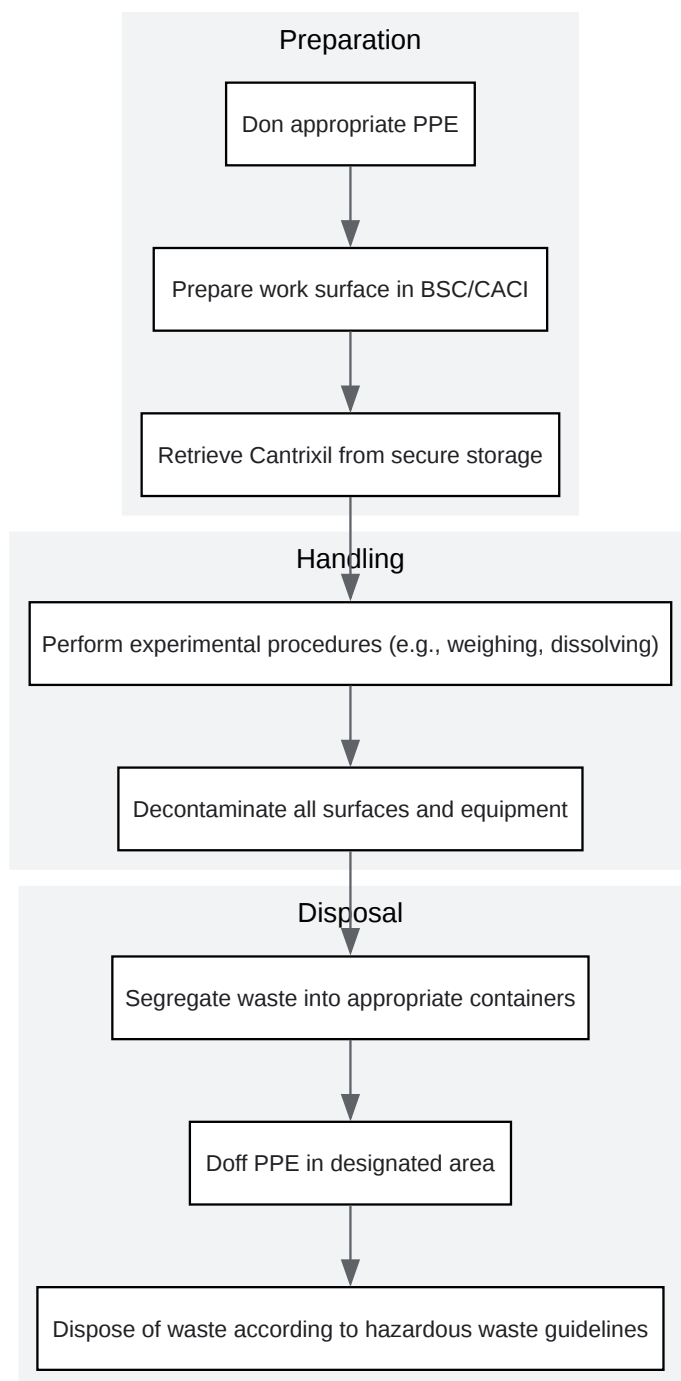 Preparation
Don appropriate PPE
Prepare work surface in BSC/CACI
Retrieve Cantrixil from secure storage
Handling
Perform experimental procedures (e.g., weighing, dissolving)
Decontaminate all surfaces and equipment
Disposal
Segregate waste into appropriate containers
Doff PPE in designated area
Dispose of waste according to hazardous waste guidelines